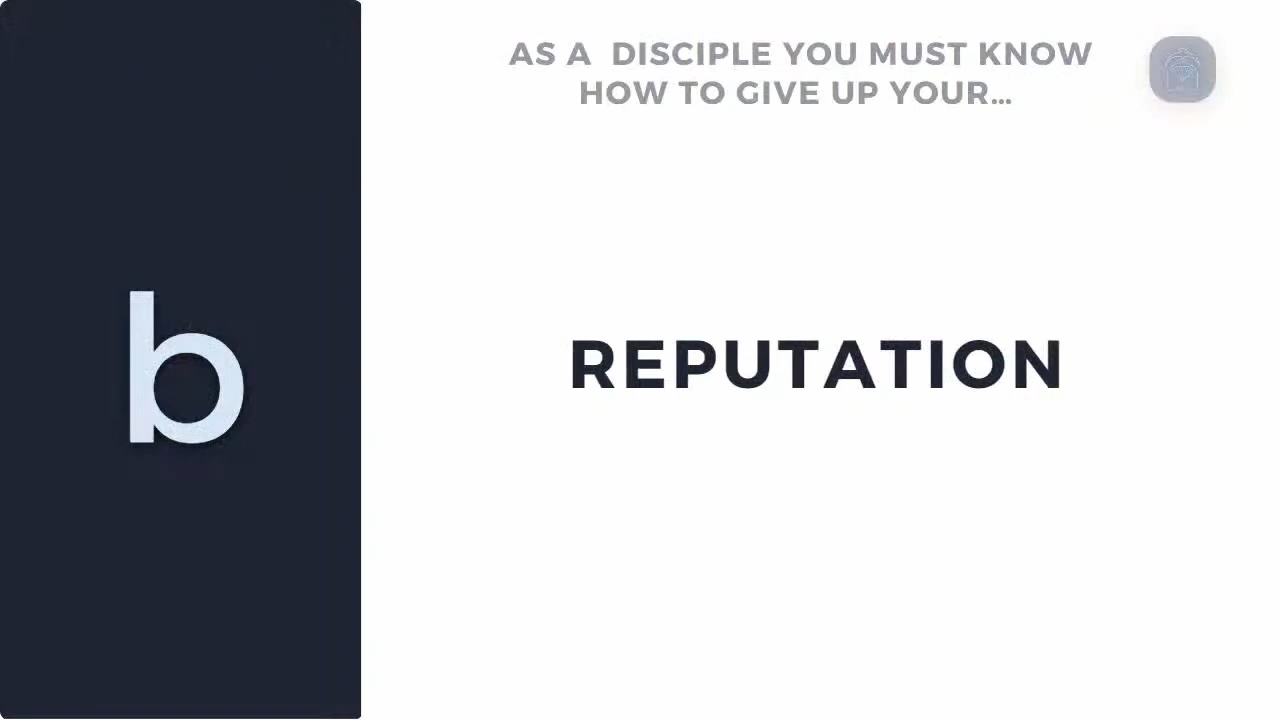 AS A  DISCIPLE YOU MUST KNOW
HOW TO GIVE UP YOUR...
b
REPUTATION